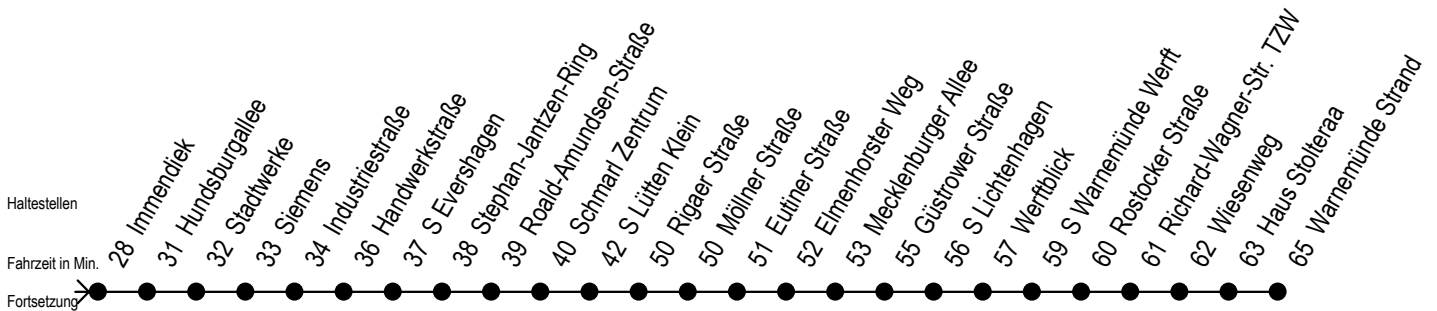 Haltestellen
Fahrzeit in Min.
Fortsetzung
28 Immendiek
31 Hundsburgallee
32 Stadtwerke
33 Siemens
34 Industriestraße
36 Handwerkstraße
37 S Evershagen
38 Stephan-Jantzen-Ring
39 Roald-Amundsen-Straße
40 Schmarl Zentrum
42 S Lütten Klein
50 Rigaer Straße
50 Möllner Straße
51 Eutiner Straße
52 Elmenhorster Weg
53 Mecklenburger Allee
55 Güstrower Straße
56 S Lichtenhagen
57 Werftblick
59 S Warnemünde Werft
60 Rostocker Straße
61 Richard-Wagner-Str. TZW
62 Wiesenweg
63 Haus Stolteraa
65 Warnemünde Strand